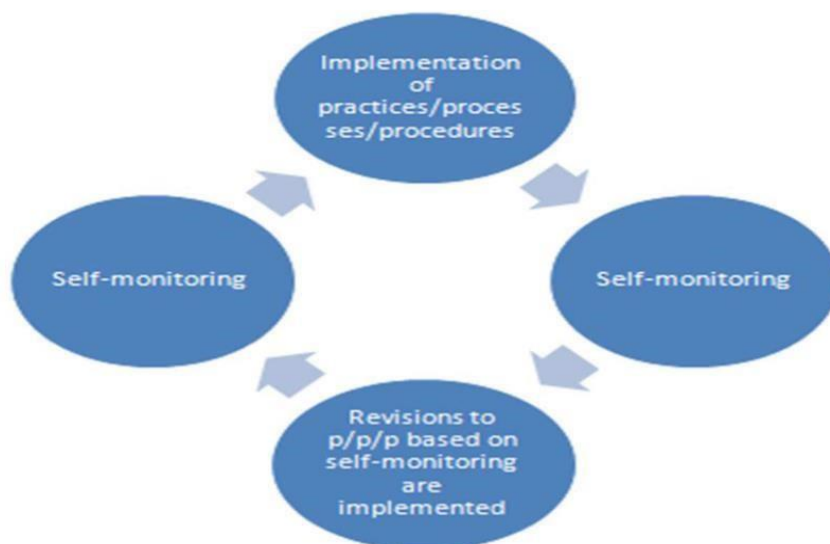 Implementation
of
practices/proces
ses/procedures
Self-monitoring
Self-monitoring
Revisions to
p/p/p based on
self-monitoring
are
implemented